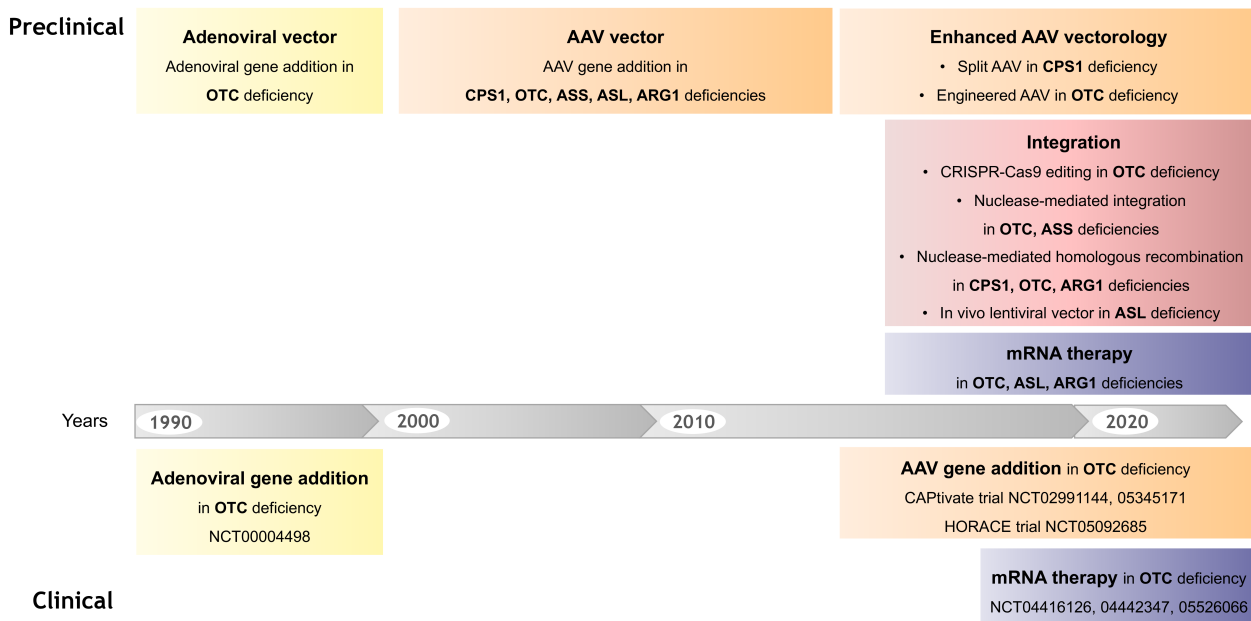 Preclinical
Adenoviral vector
Adenoviral gene addition in
OTC deficiency
AAV vector
AAV gene addition in
CPS1, OTC, ASS, ASL, ARG1 deficiencies
Enhanced AAV vectorology
• Split AAV in CPS1 deficiency
• Engineered AAV in OTC deficiency
Integration
• CRISPR-Cas9 editing in OTC deficiency
• Nuclease-mediated integration
in OTC, ASS deficiencies
• Nuclease-mediated homologous recombination
in CPS1, OTC, ARG1 deficiencies
• In vivo lentiviral vector in ASL deficiency
mRNA therapy
in OTC, ASL, ARG1 deficiencies
Years
1990
2000
2010
2020
Adenoviral gene addition
in OTC deficiency
NCT00004498
AAV gene addition in OTC deficiency
CAPtivate trial NCT02991144, 05345171
HORACE trial NCT05092685
mRNA therapy in OTC deficiency
NCT04416126, 04442347, 05526066
Clinical